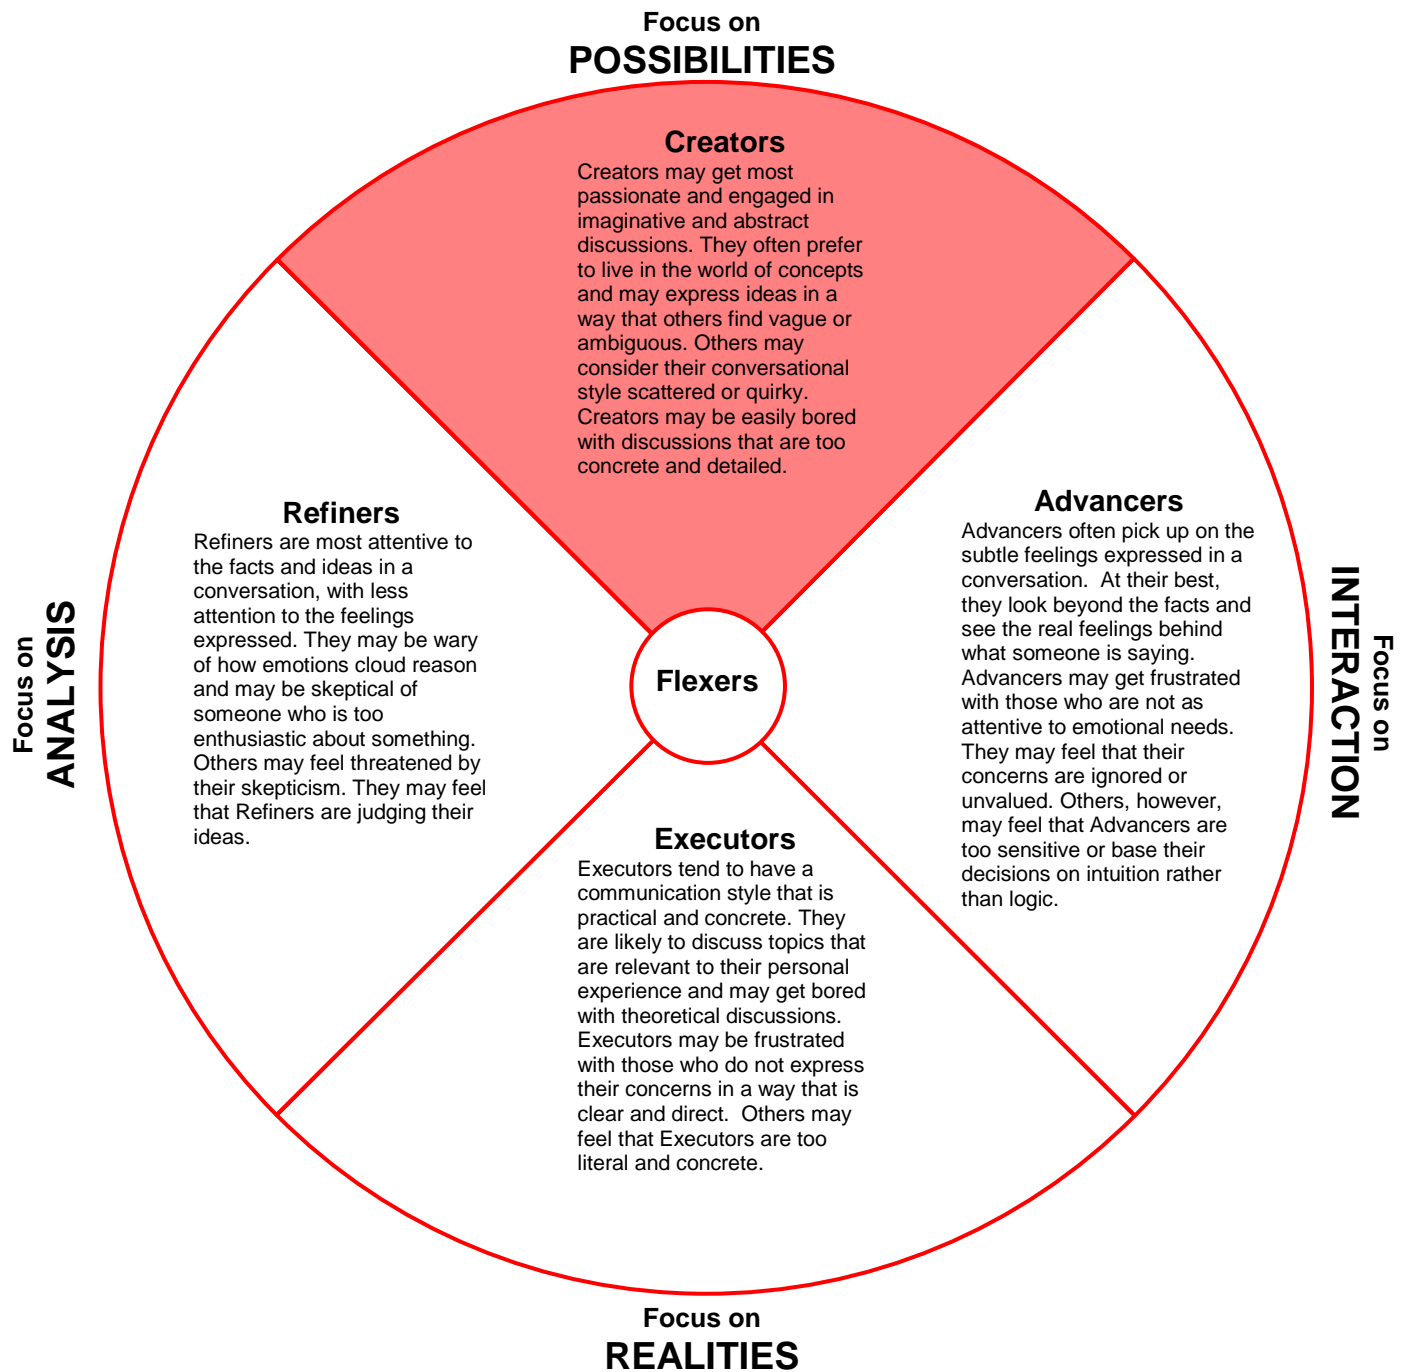 Focus on
POSSIBILITIES
Creators
Creators may get most
passionate and engaged in
imaginative and abstract
discussions. They often prefer
to live in the world of concepts
and may express ideas in a
way that others find vague or
ambiguous. Others may
consider their conversational
style scattered or quirky.
Creators may be easily bored
with discussions that are too
concrete and detailed.
Focus on
ANALYSIS
Refiners
Refiners are most attentive to
the facts and ideas in a
conversation, with less
attention to the feelings
expressed. They may be wary
of how emotions cloud reason
and may be skeptical of
someone who is too
enthusiastic about something.
Others may feel threatened by
their skepticism. They may feel
that Refiners are judging their
ideas.
Flexers
Advancers
Advancers often pick up on the
subtle feelings expressed in a
conversation.  At their best,
they look beyond the facts and
see the real feelings behind
what someone is saying.
Advancers may get frustrated
with those who are not as
attentive to emotional needs.
They may feel that their
concerns are ignored or
unvalued. Others, however,
may feel that Advancers are
too sensitive or base their
decisions on intuition rather
than logic.
Focus on
INTERACTION
Executors
Executors tend to have a
communication style that is
practical and concrete. They
are likely to discuss topics that
are relevant to their personal
experience and may get bored
with theoretical discussions.
Executors may be frustrated
with those who do not express
their concerns in a way that is
clear and direct.  Others may
feel that Executors are too
literal and concrete.
Focus on
REALITIES